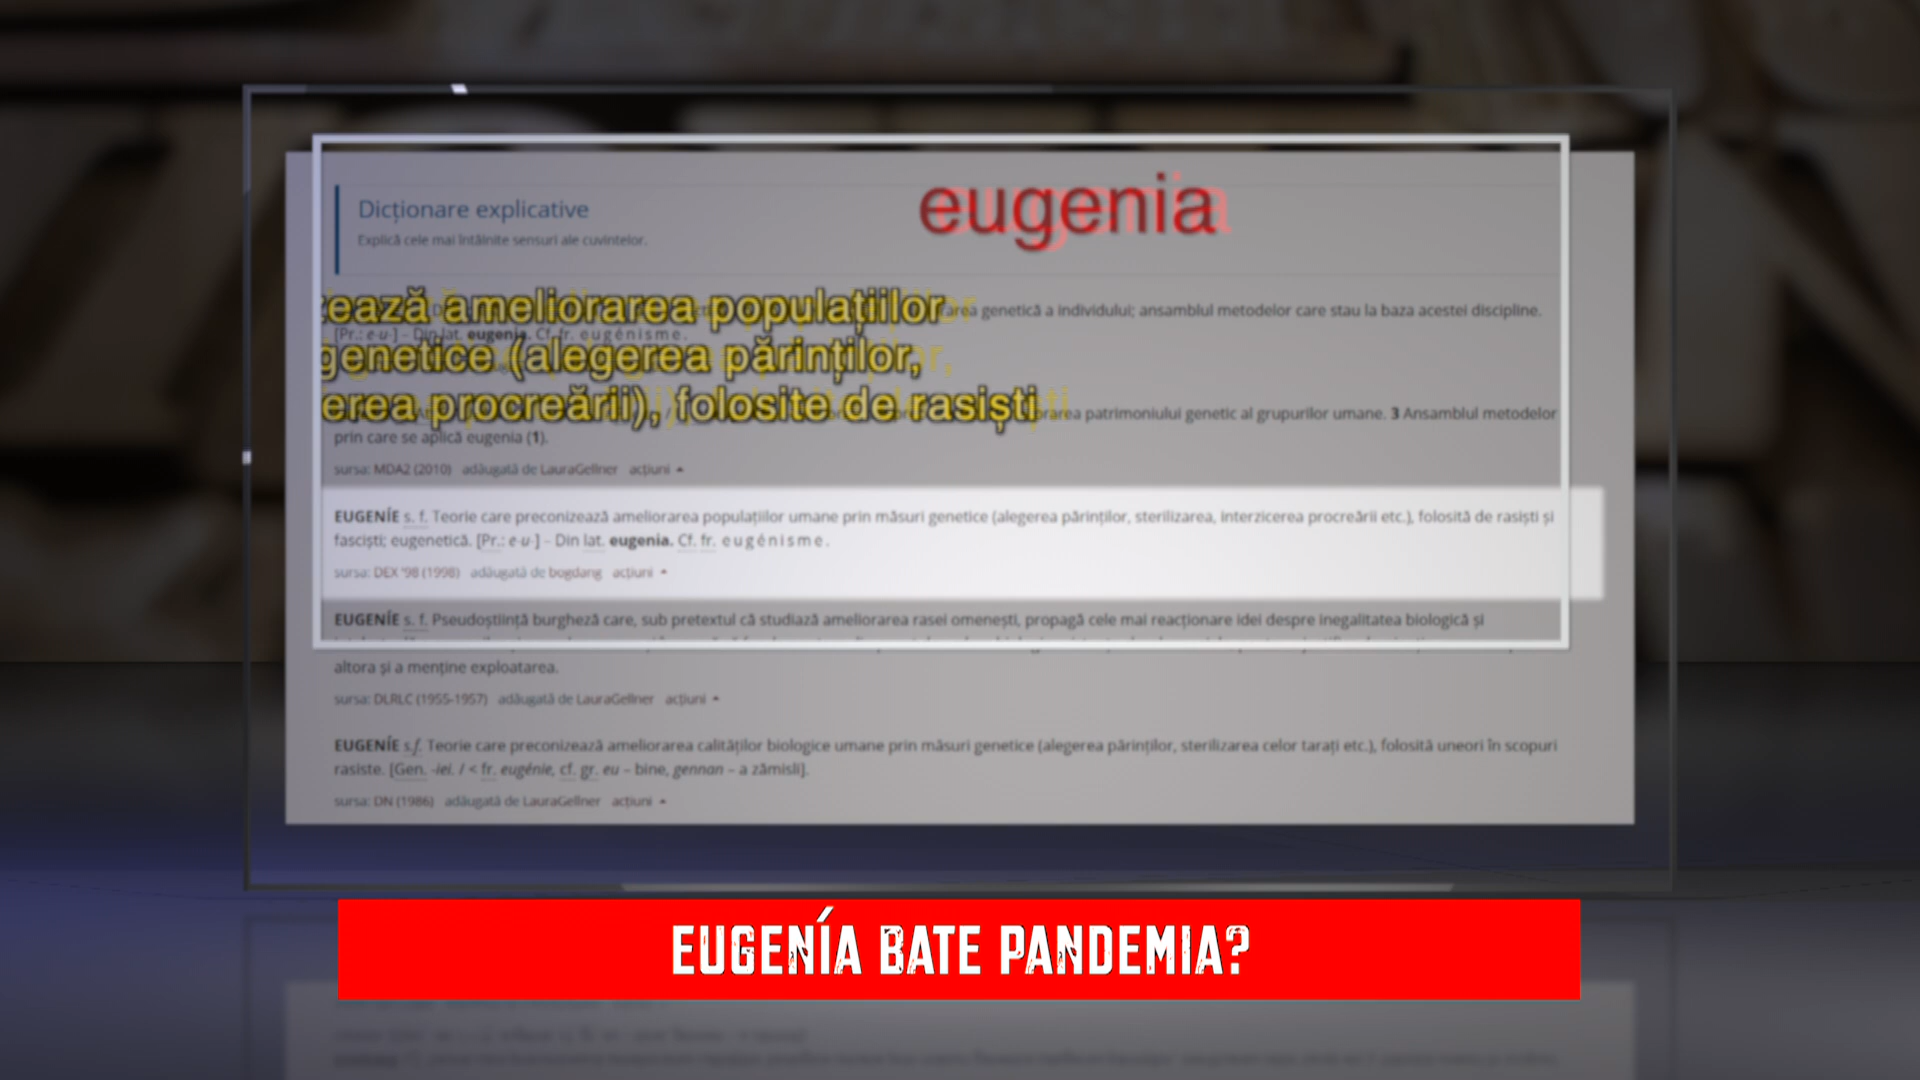 eugenia
Dicționare explicative
Explică cele mai întâlnite sensuri ale cuvintelor.
ează ameliorarea populațiilor
genetică a individului; ansamblul metodelor care stau la baza acestei discipline.
[Pr.: e-u-] – Din lat. eugenia. Cf. fr. eugénisme.
genetice (alegerea părinților,
erea procreării), folosite de rasiști
patrimoniului genetic al grupurilor umane. 3 Ansamblul metodelor
prin care se aplică eugenia (1).
sursa: MDA2 (2010) adăugată de LauraGellner acțiuni
EUGENÍE s. f. Teorie care preconizează ameliorarea populațiilor umane prin măsuri genetice (alegerea părinților, sterilizarea, interzicerea procreării etc.), folosită de rasiști și
fasciști; eugenetică. [Pr.: e-u-] – Din lat. eugenia. Cf. fr. eugénisme.
sursa: DEX '98 (1998) adăugată de bogdang acțiuni
EUGENÍE s. f. Pseudoștiință burgheză care, sub pretextul că studiază ameliorarea rasei omenești, propagă cele mai reacționare idei despre inegalitatea biologică și
altora și a menține exploatarea.
sursa: DLRLC (1955-1957) adăugată de LauraGellner acțiuni
EUGENÍE s.f. Teorie care preconizează ameliorarea calităților biologice umane prin măsuri genetice (alegerea părinților, sterilizarea celor tarați etc.), folosită uneori în scopuri
rasiste. [Gen. -iei. / < fr. eugénie, cf. gr. eu – bine, gennan – a zămisli].
sursa: DN (1986) adăugată de LauraGellner acțiuni
EUGENÍA BATE PANDEMIA?